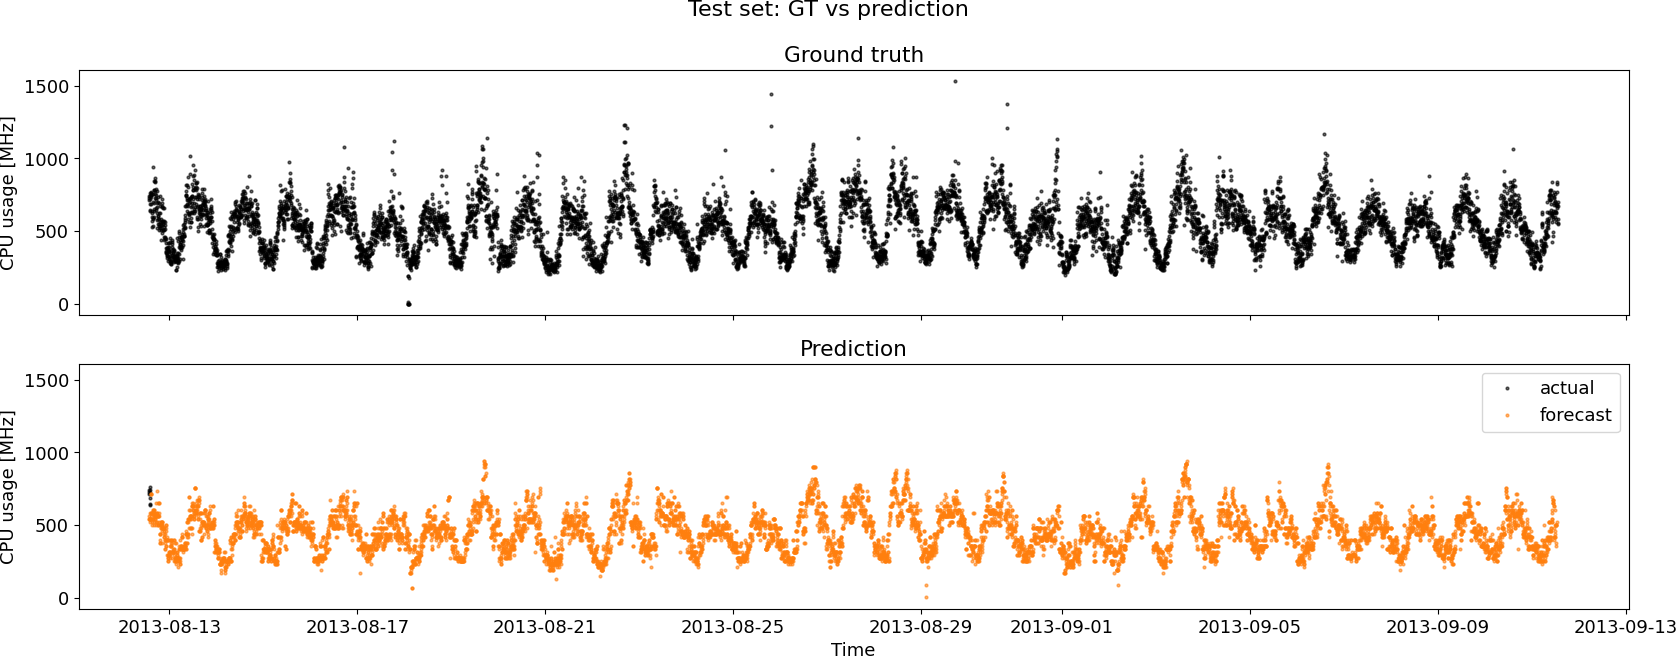 Test set: GT vs prediction
Ground truth
CPU usage [MHz]
1500
1000
500
0
Prediction
CPU usage [MHz]
1500
1000
500
0
actual
forecast
2013-08-13 2013-08-17 2013-08-21 2013-08-25 2013-08-29 2013-09-01 2013-09-05 2013-09-09 2013-09-13
Time